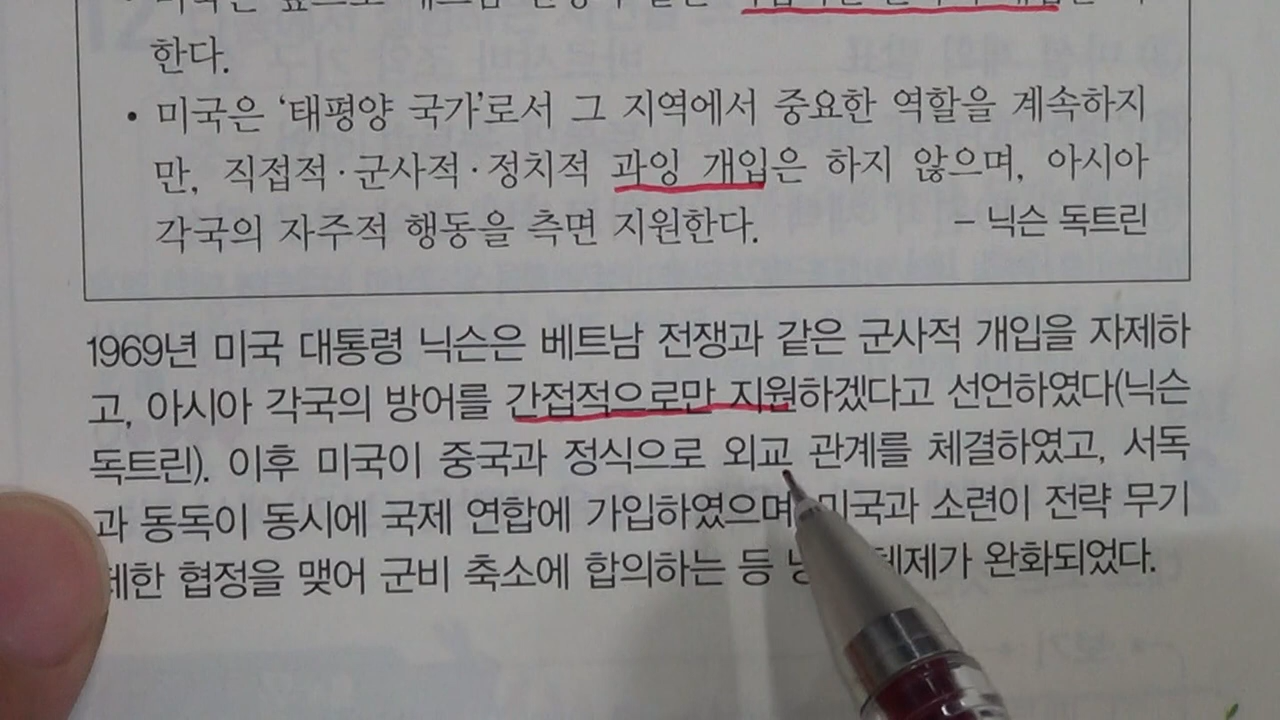 한다.
• 미국은 ‘태평양 국가’로서 그 지역에서 중요한 역할을 계속하지
만, 직접적·군사적·정치적 과잉 개입은 하지 않으며, 아시아
각국의 자주적 행동을 측면 지원한다. – 닉슨 독트린
1969년 미국 대통령 닉슨은 베트남 전쟁과 같은 군사적 개입을 자제하
고, 아시아 각국의 방어를 간접적으로만 지원하겠다고 선언하였다(닉슨
독트린). 이후 미국이 중국과 정식으로 외교 관계를 체결하였고, 서독
과 동독이 동시에 국제 연합에 가입하였으며 미국과 소련이 전략 무기
제한 협정을 맺어 군비 축소에 합의하는 등 체제가 완화되었다.